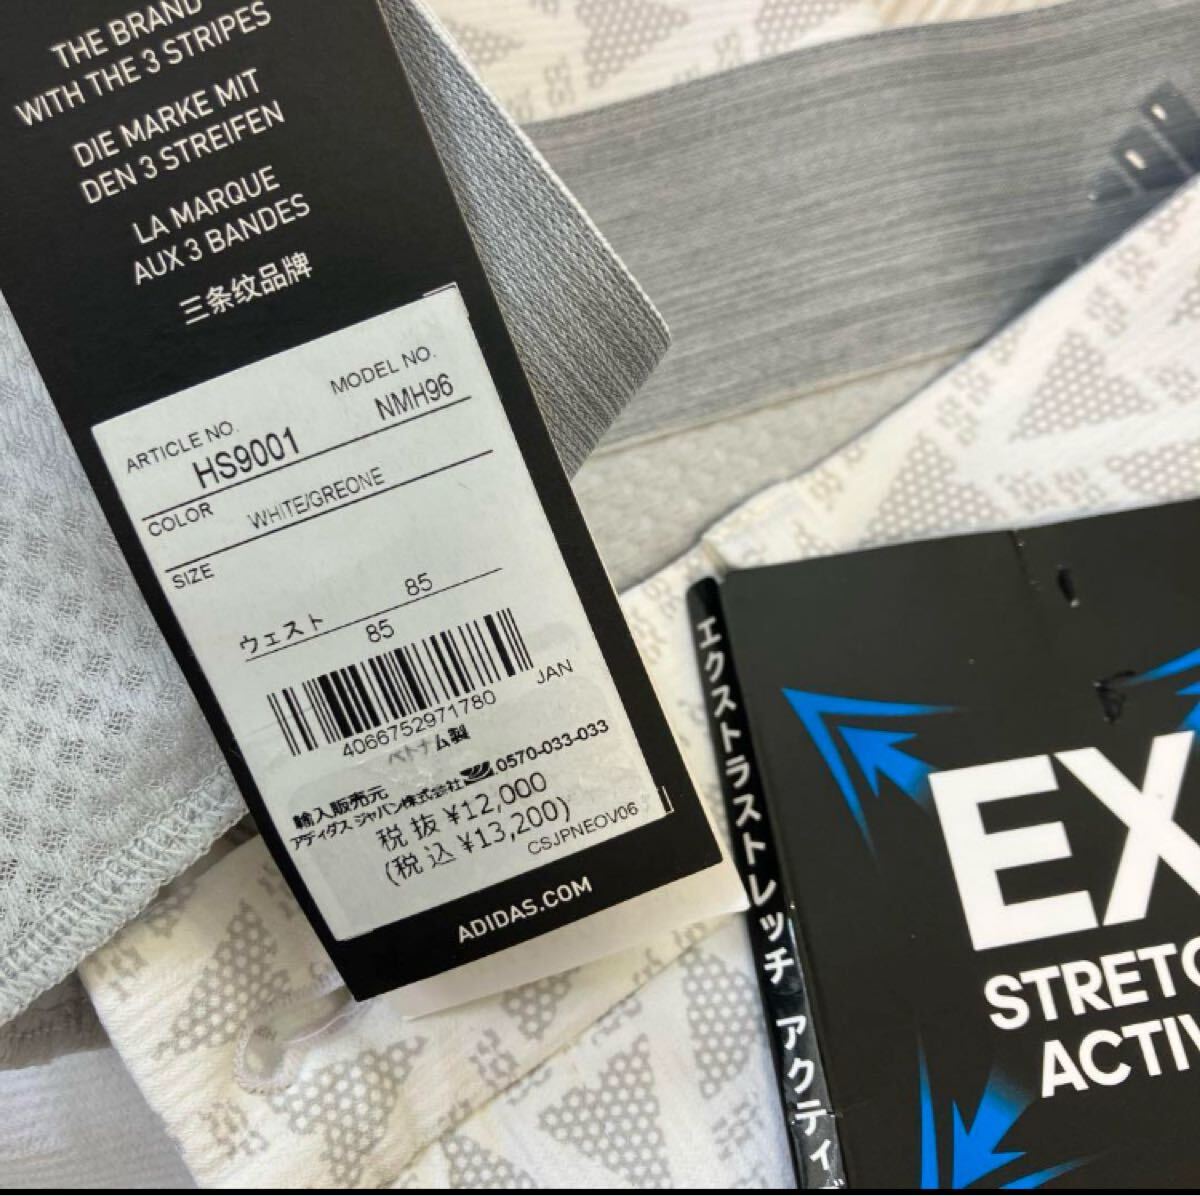 THE BRAND
WITH THE 3 STRIPES
DIE MARKE MIT
DEN 3 STREIFEN
LA MARQUE
AUX 3 BANDES
三条纹品牌
ARTICLE NO. MODEL NO.
HS9001 NMH96
COLOR WHITE/GREONE
SIZE
ウェスト 85
85
4066752971780 JAN
ベトナム製
輸入販売元
アディダス ジャパン株式会社 0570-033-033
税抜 ¥12,000
(税込 ¥13,200)
CSJPNEOV06
ADIDAS.COM
エクストラストレッチ アクティ
EX
STRETC
ACTIV